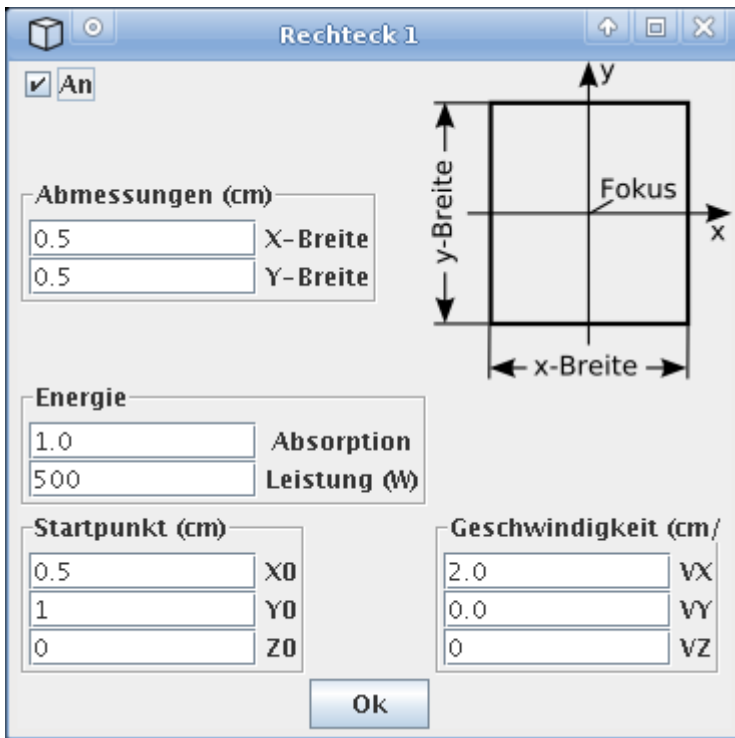 Rechteck 1
An
y
y-Breite
Fokus
x
x-Breite
Abmessungen (cm)
0.5 X-Breite
0.5 Y-Breite
Energie
1.0 Absorption
500 Leistung (W)
Startpunkt (cm)
0.5 X0
1 Y0
0 Z0
Geschwindigkeit (cm/
2.0 VX
0.0 VY
0 VZ
Ok